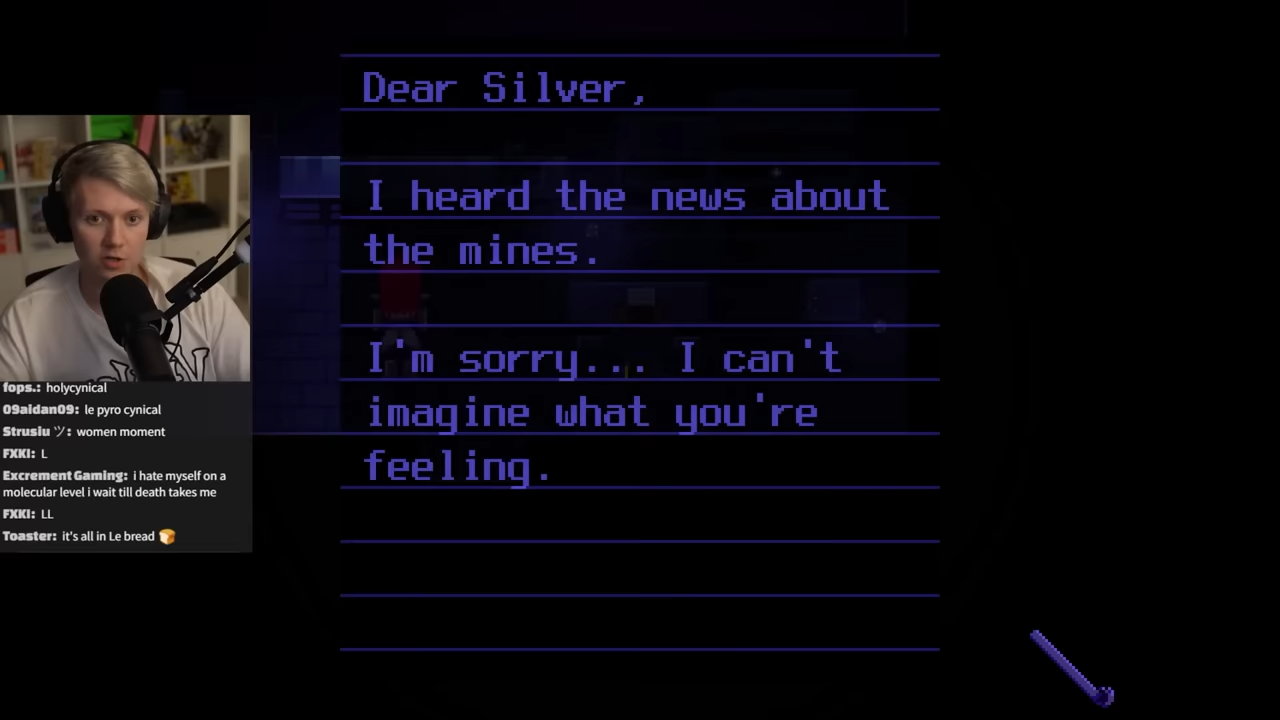 Dear Silver,
I heard the news about
the mines.
I'm sorry... I can't
imagine what you're
feeling.
fops.: holycynical
09aidan09: le pyro cynical
Strusiu ツ: women moment
FXKI: L
Excrement Gaming: i hate myself on a
molecular level i wait till death takes me
FXKI: LL
Toaster: it's all in Le bread 🍞